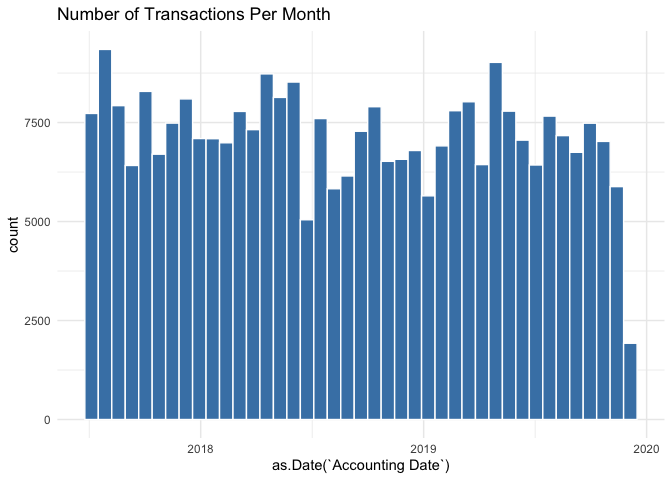 Number of Transactions Per Month
count
7500
5000
2500
0
2018
2019
2020
as.Date(`Accounting Date`)